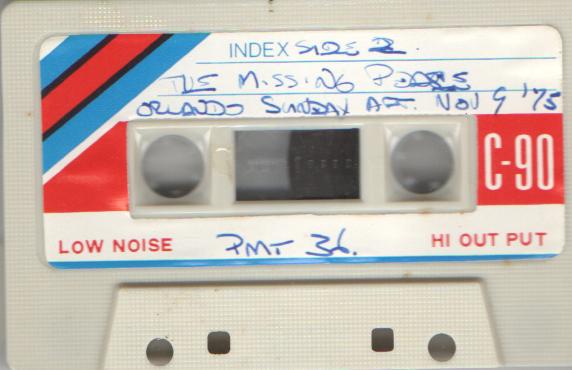 INDEX SIDE 2.
THE MISSING
ORLANDO SUNDAY AFT. NOV 9 '75
C-90
LOW NOISE PMT 36. HI OUT PUT